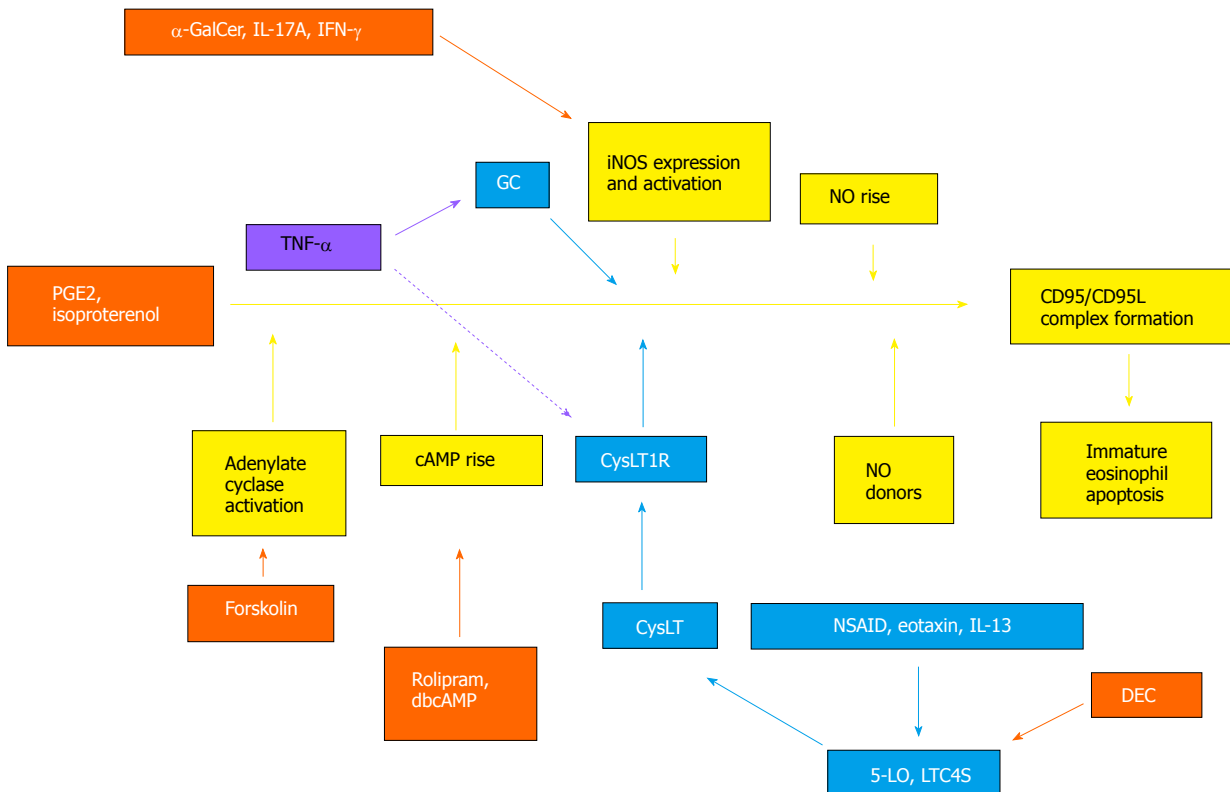 α-GalCer, IL-17A, IFN-γ
iNOS expression
and activation
GC
NO rise
TNF-α
PGE2,
isoproterenol
CD95/CD95L
complex formation
Adenylate
cyclase
activation
cAMP rise
CysLT1R
NO
donors
Immature
eosinophil
apoptosis
Forskolin
CysLT
NSAID, eotaxin, IL-13
Rolipram,
dbcAMP
DEC
5-LO, LTC4S